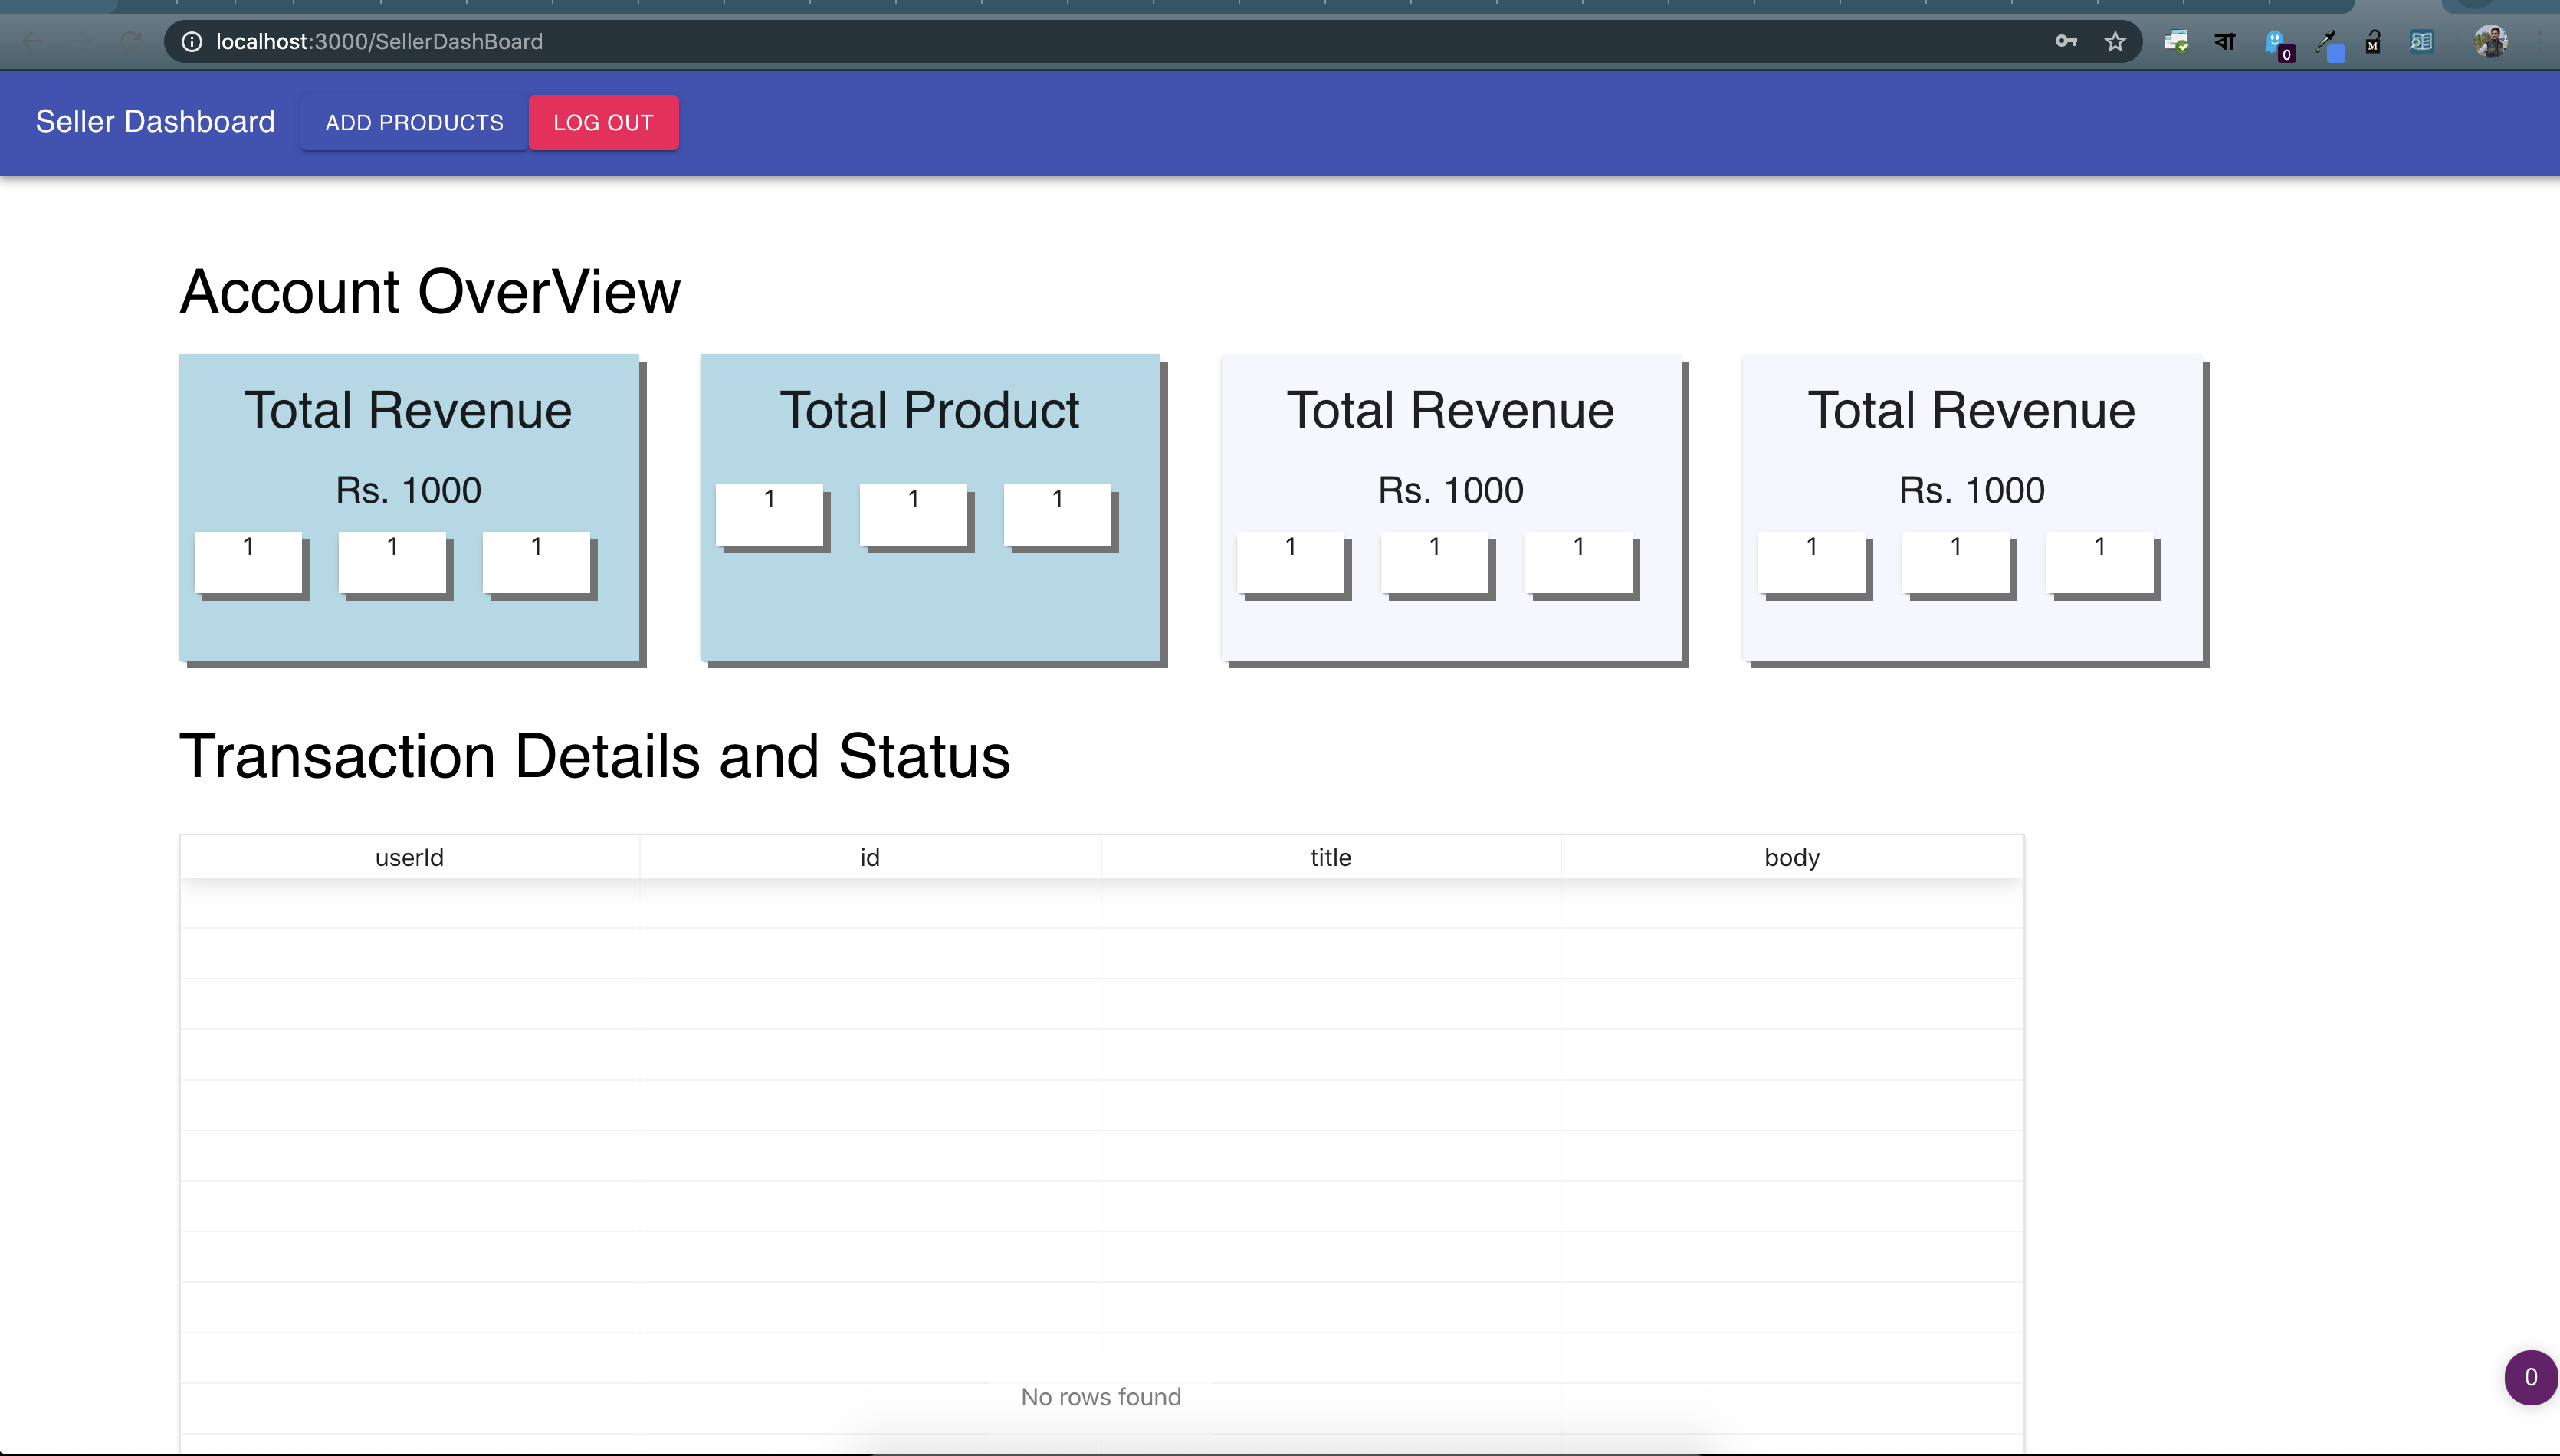 localhost:3000/SellerDashBoard
বা
0
M
Seller Dashboard ADD PRODUCTS LOG OUT
Account OverView
Total Revenue
Rs. 1000
1 1 1
Total Product
1 1 1
Total Revenue
Rs. 1000
1 1 1
Total Revenue
Rs. 1000
1 1 1
Transaction Details and Status
userId id title body
No rows found
0